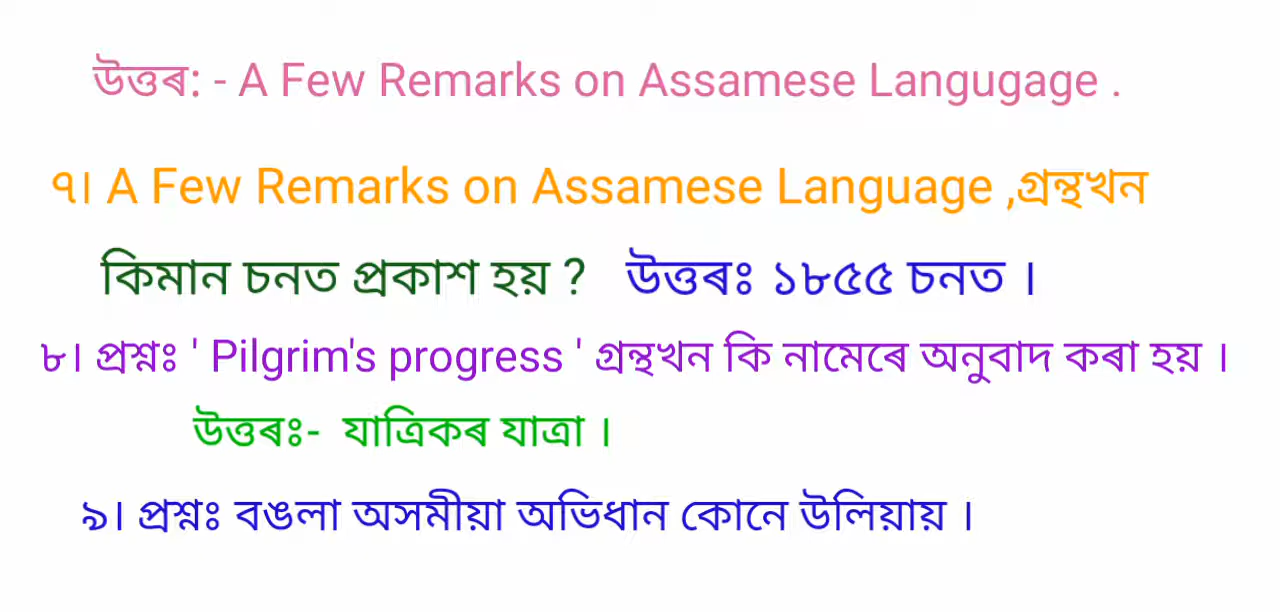 উত্তৰ: - A Few Remarks on Assamese Langugage .
৭। A Few Remarks on Assamese Language ,গ্ৰন্থখন
কিমান চনত প্ৰকাশ হয় ? উত্তৰঃ ১৮৫৫ চনত ।
৮। প্ৰশ্নঃ ' Pilgrim's progress ' গ্ৰন্থখন কি নামেৰে অনুবাদ কৰা হয় ।
উত্তৰঃ- যাত্ৰিকৰ যাত্ৰা ।
৯। প্ৰশ্নঃ বঙলা অসমীয়া অভিধান কোনে উলিয়ায় ।